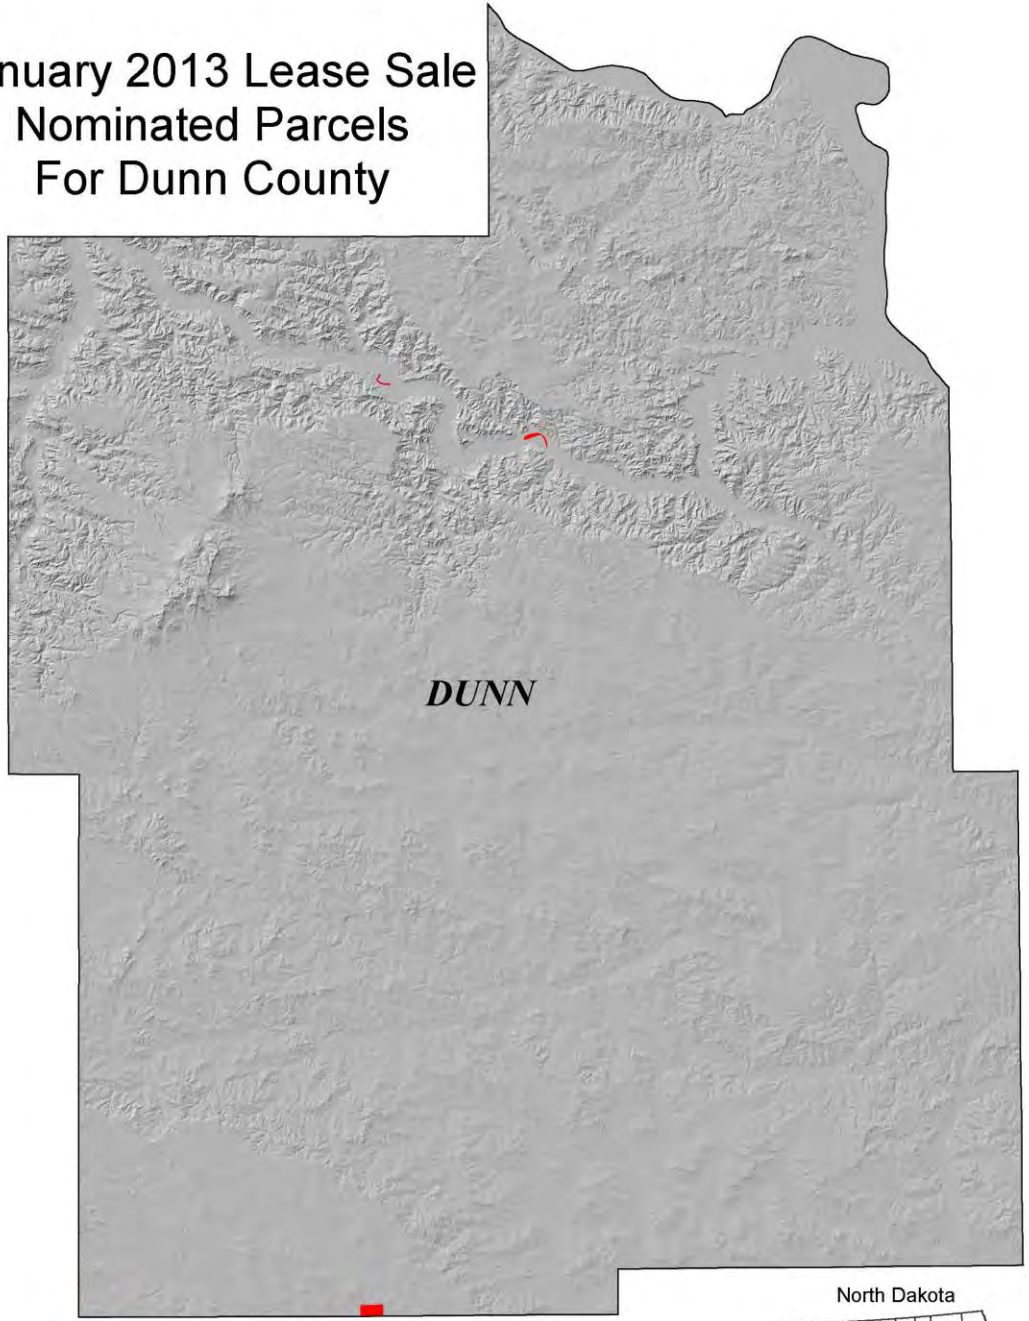 nuary 2013 Lease Sale
Nominated Parcels
For Dunn County
DUNN
North Dakota